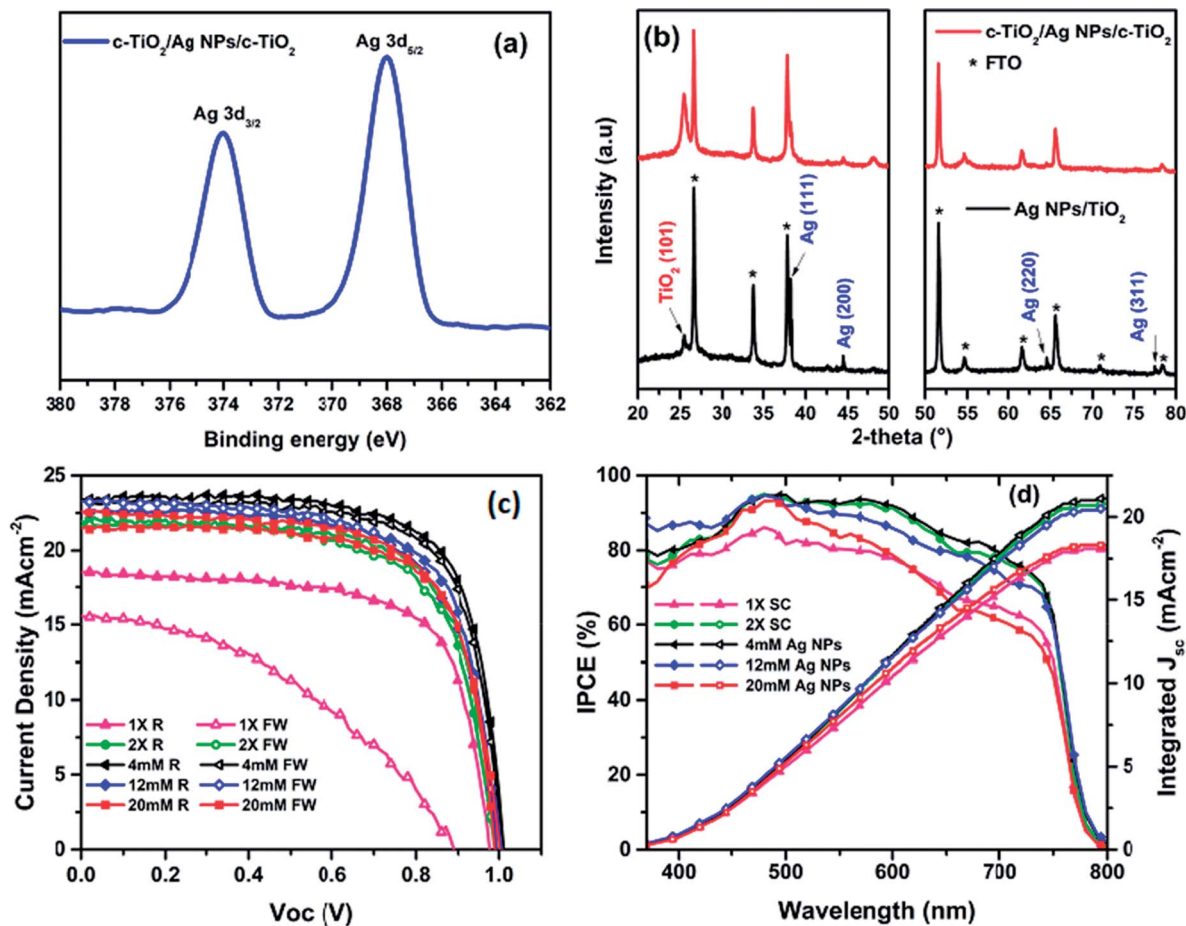 c-TiO₂/Ag NPs/c-TiO₂
Ag 3d₅/₂
(a)
Ag 3d₃/₂
380 378 376 374 372 370 368 366 364 362
Binding energy (eV)
(b)
c-TiO₂/Ag NPs/c-TiO₂
c-TiO₂/Ag NPs/c-TiO₂
* FTO
Intensity (a.u)
Ag NPs/TiO₂
TiO₂ (101)
*
*
*
Ag (111)
Ag (200)
*
*
*
Ag (220)
*
*
Ag (311)
*
20 25 30 35 40 45 50
50 55 60 65 70 75 80
2-theta (°)
(c)
25
20
15
10
5
0
Current Density (mAcm⁻²)
1X R 1X FW
2X R 2X FW
4mM R 4mM FW
12mM R 12mM FW
20mM R 20mM FW
0.0 0.2 0.4 0.6 0.8 1.0
Voc (V)
(d)
100
80
60
40
20
0
IPCE (%)
1X SC
2X SC
4mM Ag NPs
12mM Ag NPs
20mM Ag NPs
20
15
10
5
0
Integrated Jsc (mAcm⁻²)
400 500 600 700 800
Wavelength (nm)